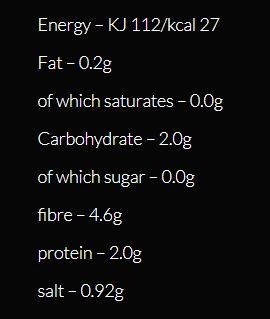 Energy – KJ 112/kcal 27
Fat – 0.2g
of which saturates – 0.0g
Carbohydrate – 2.0g
of which sugar – 0.0g
fibre – 4.6g
protein – 2.0g
salt – 0.92g